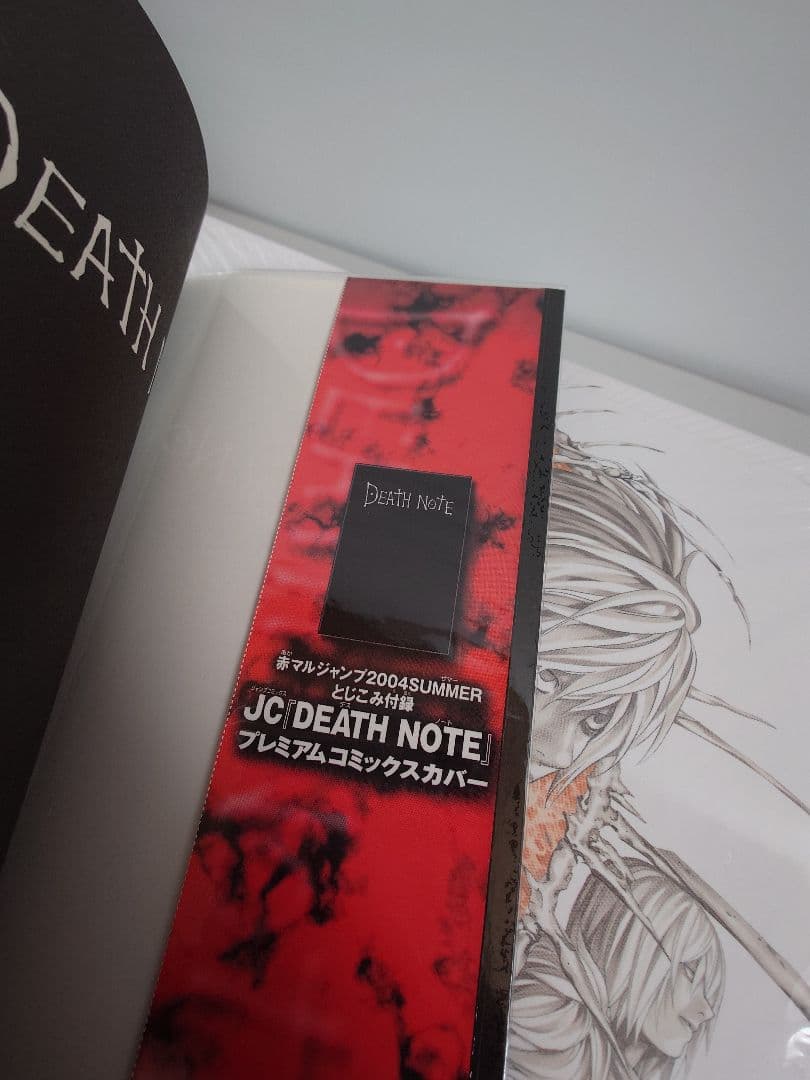 DEATH
DEATH NOTE
赤マルジャンプ2004SUMMER
とじこみ付録
JC『DEATH NOTE』
プレミアムコミックスカバー